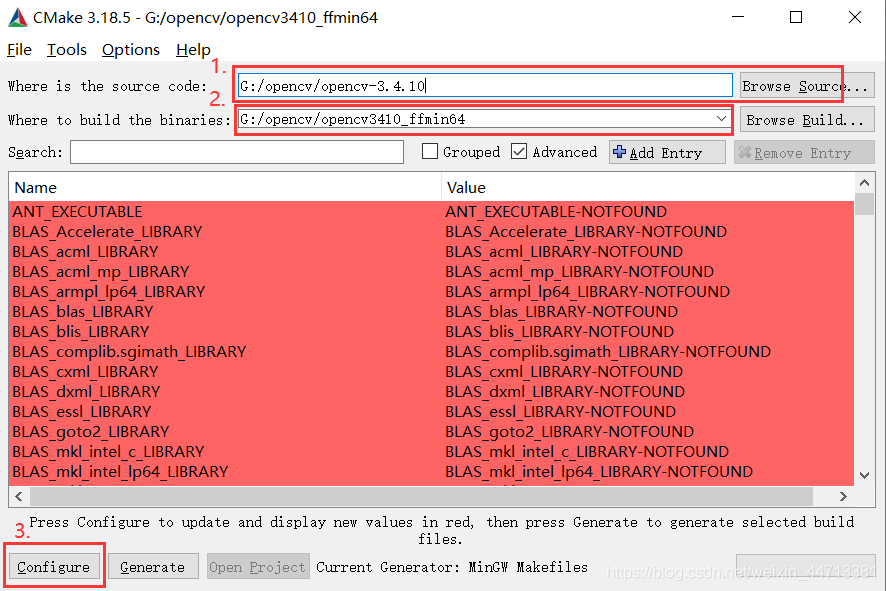 CMake 3.18.5 - G:/opencv/opencv3410_ffmin64
File Tools Options Help
1.
Where is the source code: G:/opencv/opencv-3.4.10 Browse Source...
2.
Where to build the binaries: G:/opencv/opencv3410_ffmin64 Browse Build...
Search: Grouped Advanced Add Entry Remove Entry
Name Value
ANT_EXECUTABLE ANT_EXECUTABLE-NOTFOUND
BLAS_Accelerate_LIBRARY BLAS_Accelerate_LIBRARY-NOTFOUND
BLAS_acml_LIBRARY BLAS_acml_LIBRARY-NOTFOUND
BLAS_acml_mp_LIBRARY BLAS_acml_mp_LIBRARY-NOTFOUND
BLAS_armpl_lp64_LIBRARY BLAS_armpl_lp64_LIBRARY-NOTFOUND
BLAS_blas_LIBRARY BLAS_blas_LIBRARY-NOTFOUND
BLAS_blis_LIBRARY BLAS_blis_LIBRARY-NOTFOUND
BLAS_complib.sgimath_LIBRARY BLAS_complib.sgimath_LIBRARY-NOTFOUND
BLAS_cxml_LIBRARY BLAS_cxml_LIBRARY-NOTFOUND
BLAS_dxml_LIBRARY BLAS_dxml_LIBRARY-NOTFOUND
BLAS_essl_LIBRARY BLAS_essl_LIBRARY-NOTFOUND
BLAS_goto2_LIBRARY BLAS_goto2_LIBRARY-NOTFOUND
BLAS_mkl_intel_c_LIBRARY BLAS_mkl_intel_c_LIBRARY-NOTFOUND
BLAS_mkl_intel_lp64_LIBRARY BLAS_mkl_intel_lp64_LIBRARY-NOTFOUND
Press Configure to update and display new values in red, then press Generate to generate selected build
files.
3.
Configure Generate Open Project Current Generator: MinGW Makefiles
https://blog.csdn.net/weixin_44713381